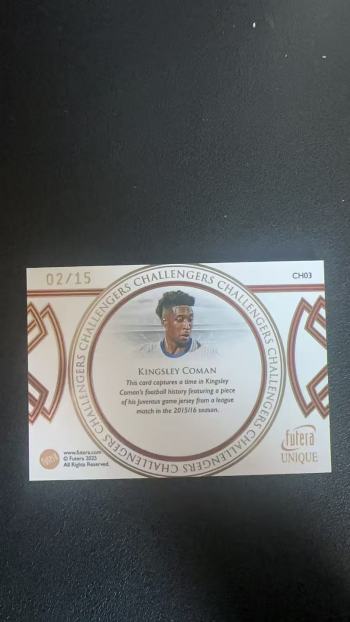 02/15
CH03
CHALLENGERS CHALLENGERS CHALLENGERS CHALLENGERS CHALLENGERS
KINGSLEY COMAN
This card captures a time in Kingsley
Coman's football history featuring a piece
of his Juventus game jersey from a league
match in the 2015/16 season.
www.futera.com
© Futera 2023
All Rights Reserved.
futera
UNIQUE